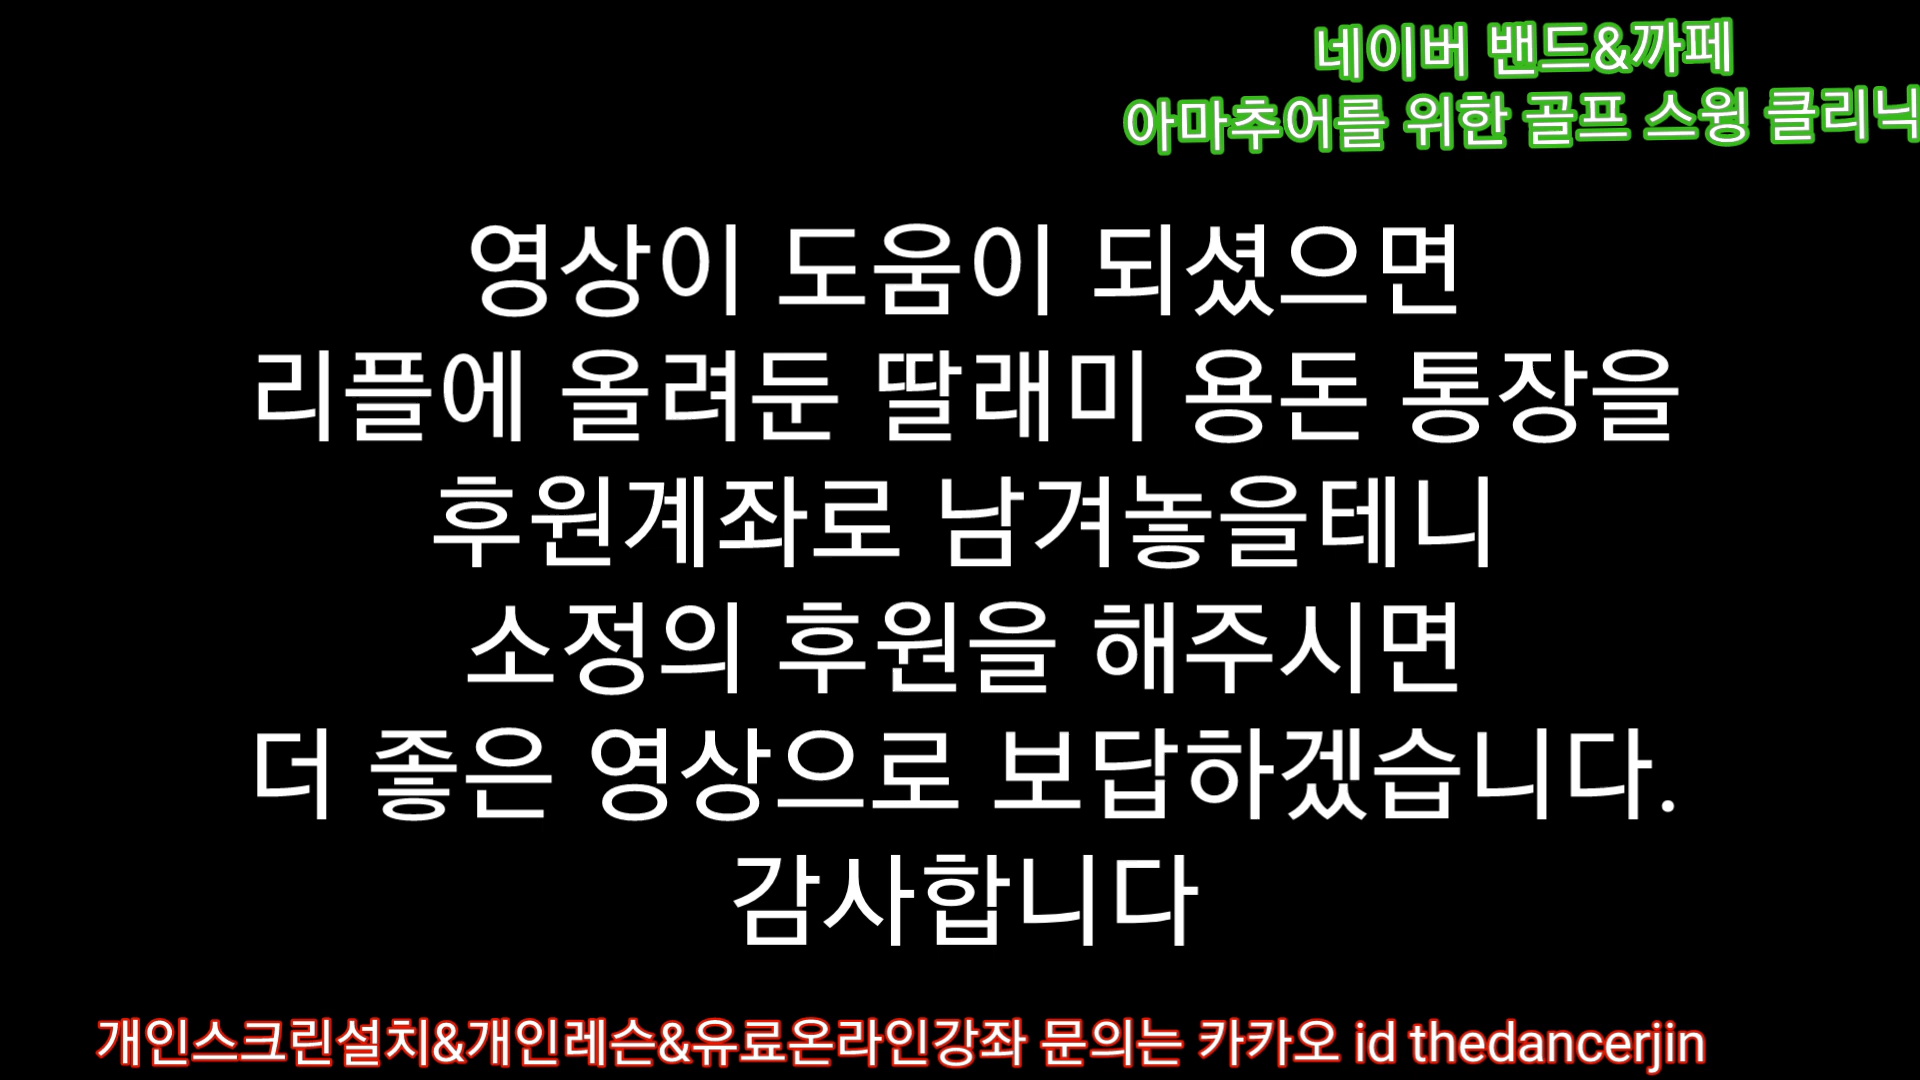 네이버 밴드&까페
아마추어를 위한 골프 스윙 클리닉
영상이 도움이 되셨으면
리플에 올려둔 딸래미 용돈 통장을
후원계좌로 남겨놓을테니
소정의 후원을 해주시면
더 좋은 영상으로 보답하겠습니다.
감사합니다
개인스크린설치&개인레슨&유료온라인강좌 문의는 카카오 id thedancerjin